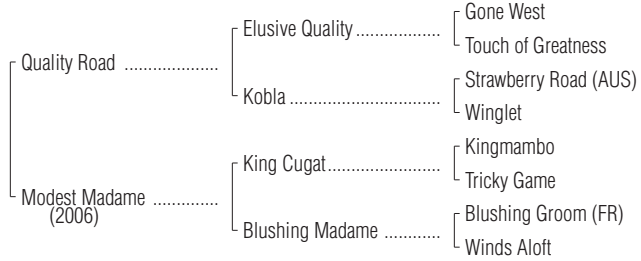 Gone West
Elusive Quality ..................
Touch of Greatness
Quality Road ....................
Strawberry Road (AUS)
Kobla ................................
Winglet
Kingmambo
King Cugat........................
Tricky Game
Modest Madame ..............
(2006)
Blushing Groom (FR)
Blushing Madame ............
Winds Aloft